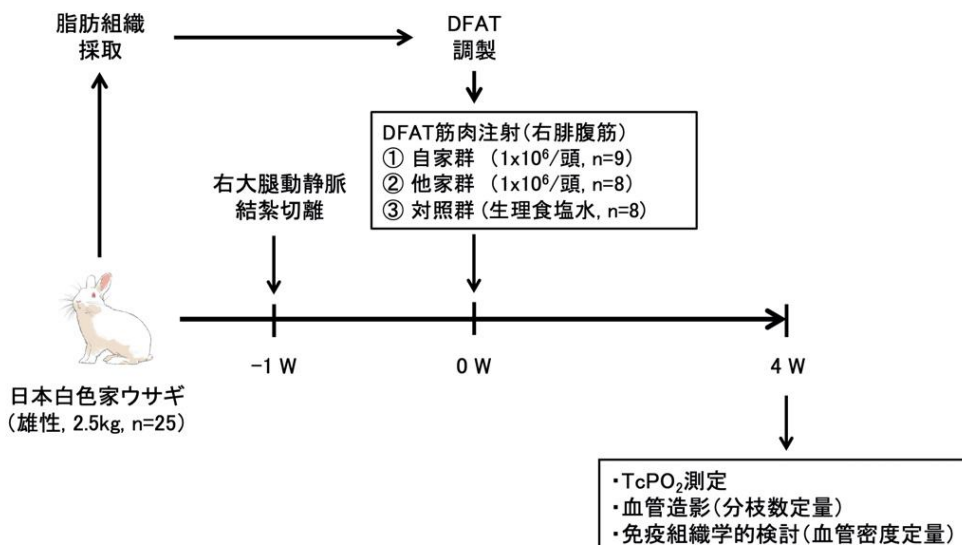 脂肪組織
採取
DFAT
調製
DFAT筋肉注射(右腓腹筋)
① 自家群 (1x10⁶/頭, n=9)
② 他家群 (1x10⁶/頭, n=8)
③ 対照群 (生理食塩水, n=8)
右大腿動静脈
結紮切離
-1 W
0 W
4 W
日本白色家ウサギ
(雄性, 2.5kg, n=25)
・TcPO₂測定
・血管造影(分枝数定量)
・免疫組織学的検討(血管密度定量)